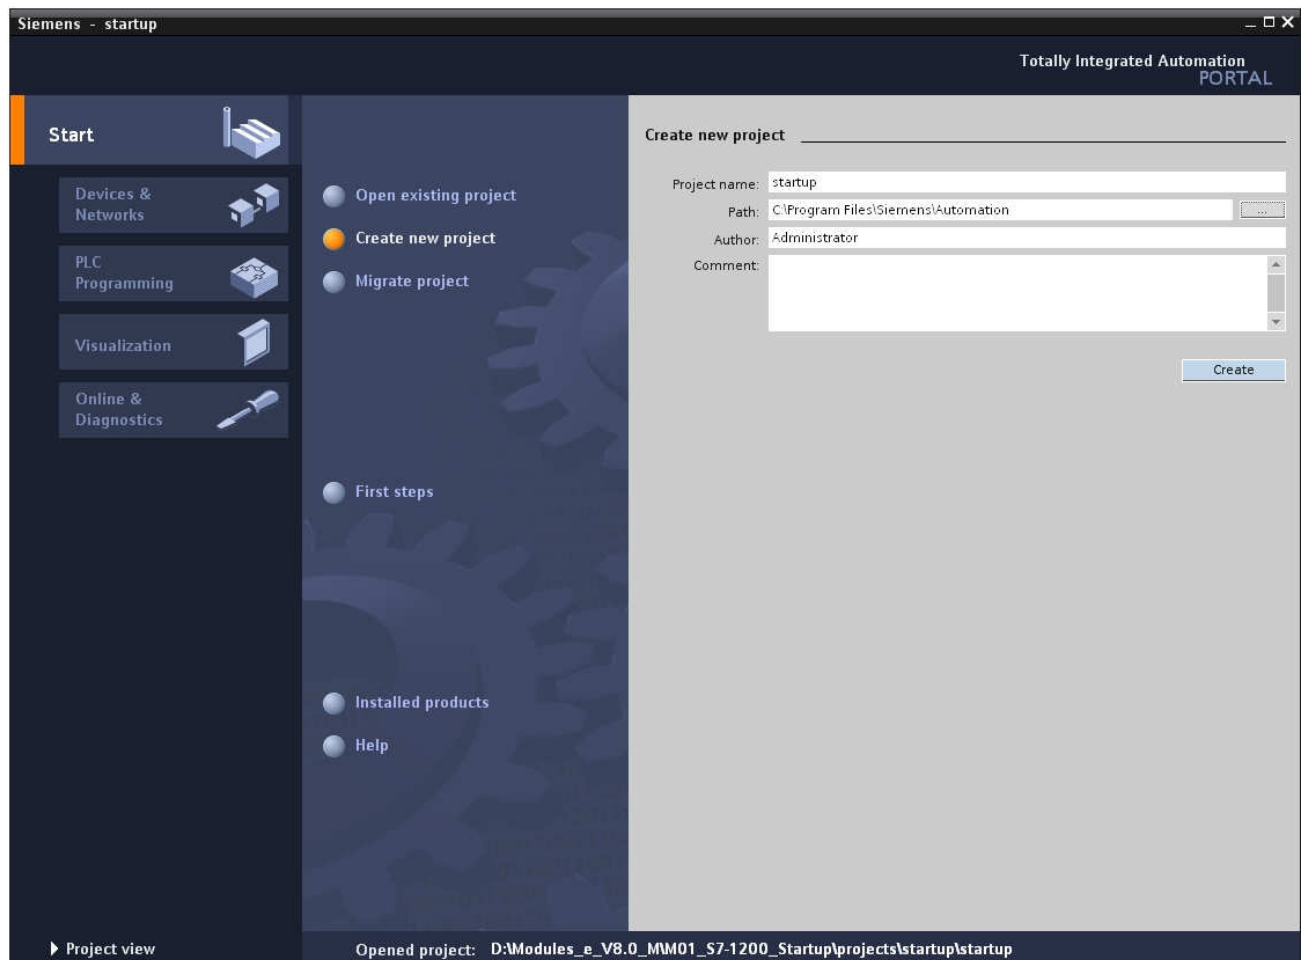 Siemens - startup
Totally Integrated Automation
PORTAL
Start
Devices &
Networks
PLC
Programming
Visualization
Online &
Diagnostics
Open existing project
Create new project
Migrate project
First steps
Installed products
Help
Create new project
Project name: startup
Path: C:\Program Files\Siemens\Automation ...
Author: Administrator
Comment:
Create
Project view
Opened project: D:\Modules_e_V8.0_M\M01_S7-1200_Startup\projects\startup\startup